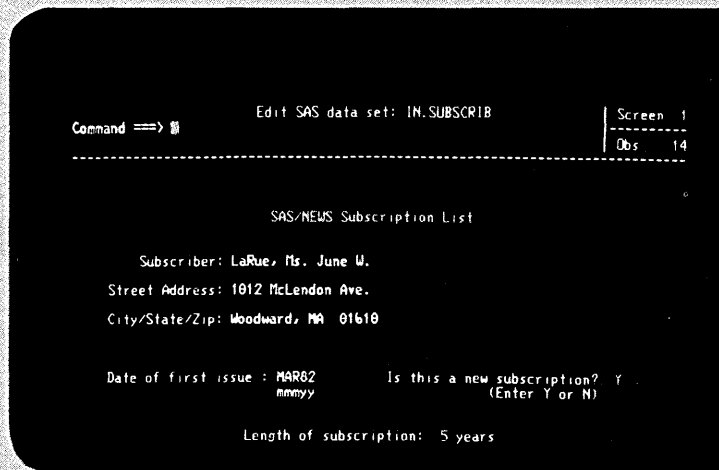 Edit SAS data set: IN.SUBSCRIB
Screen 1
Command ===>
Obs 14
SAS/NEWS Subscription List
Subscriber: LaRue, Ms. June W.
Street Address: 1012 McLendon Ave.
City/State/Zip: Woodward, MA 01610
Date of first issue : MAR82 Is this a new subscription? Y
mmmyy (Enter Y or N)
Length of subscription: 5 years